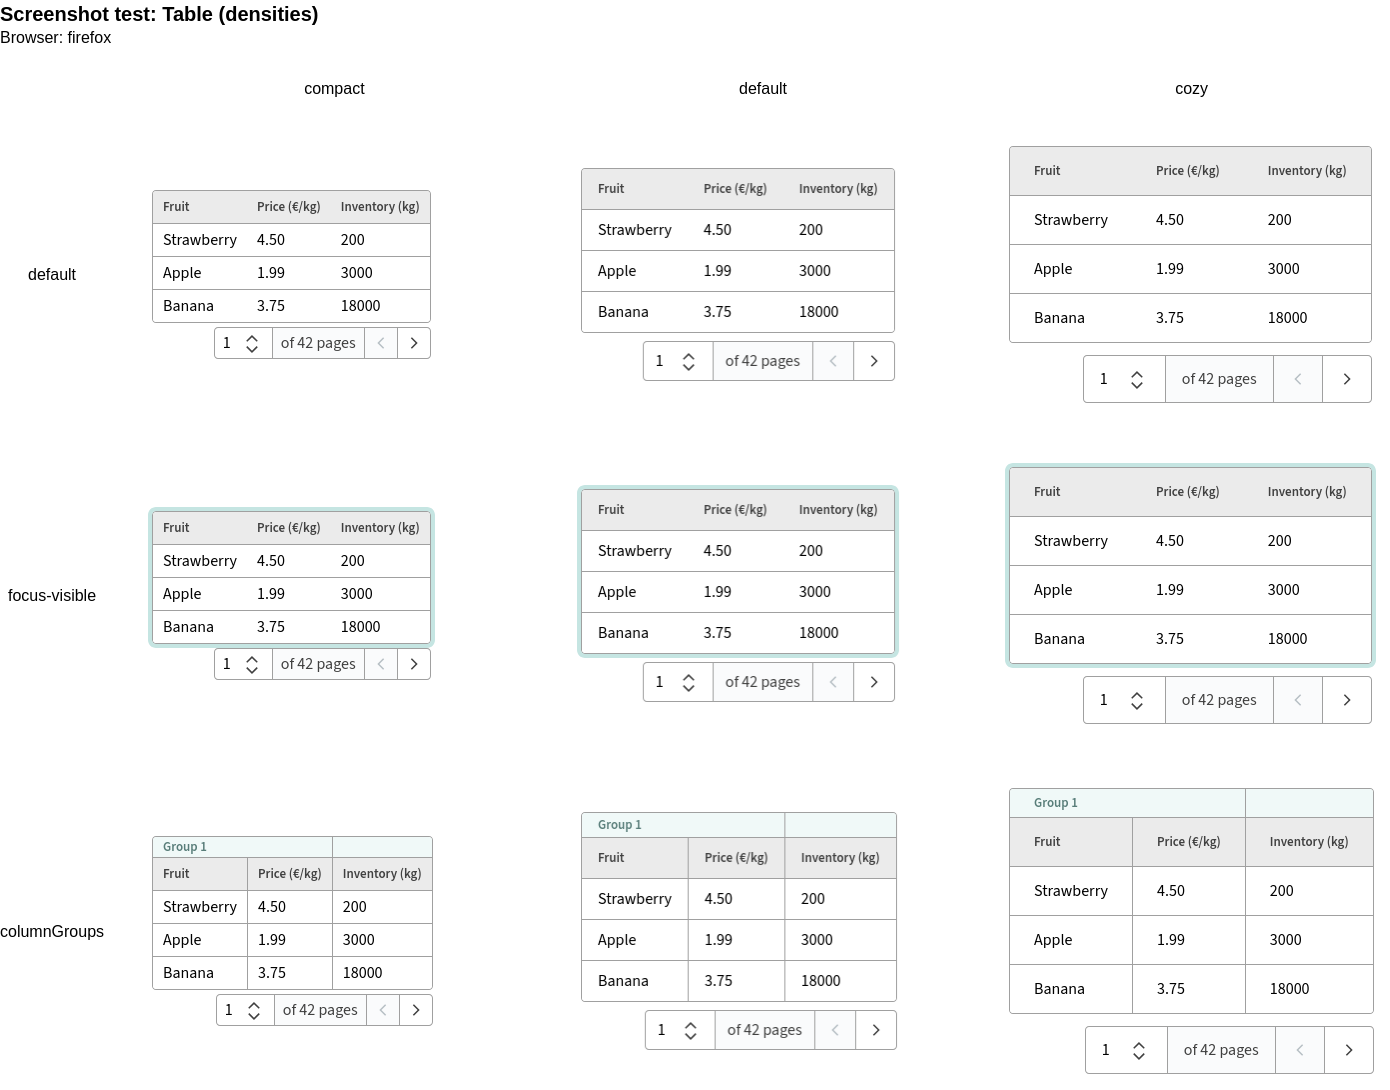 Screenshot test: Table (densities)
Browser: firefox
compact default cozy
default
Fruit Price (€/kg) Inventory (kg)
Strawberry 4.50 200
Apple 1.99 3000
Banana 3.75 18000
1 of 42 pages
Fruit Price (€/kg) Inventory (kg)
Strawberry 4.50 200
Apple 1.99 3000
Banana 3.75 18000
1 of 42 pages
Fruit Price (€/kg) Inventory (kg)
Strawberry 4.50 200
Apple 1.99 3000
Banana 3.75 18000
1 of 42 pages
focus-visible
Fruit Price (€/kg) Inventory (kg)
Strawberry 4.50 200
Apple 1.99 3000
Banana 3.75 18000
1 of 42 pages
Fruit Price (€/kg) Inventory (kg)
Strawberry 4.50 200
Apple 1.99 3000
Banana 3.75 18000
1 of 42 pages
Fruit Price (€/kg) Inventory (kg)
Strawberry 4.50 200
Apple 1.99 3000
Banana 3.75 18000
1 of 42 pages
columnGroups
Group 1
Fruit Price (€/kg) Inventory (kg)
Strawberry 4.50 200
Apple 1.99 3000
Banana 3.75 18000
1 of 42 pages
Group 1
Fruit Price (€/kg) Inventory (kg)
Strawberry 4.50 200
Apple 1.99 3000
Banana 3.75 18000
1 of 42 pages
Group 1
Fruit Price (€/kg) Inventory (kg)
Strawberry 4.50 200
Apple 1.99 3000
Banana 3.75 18000
1 of 42 pages